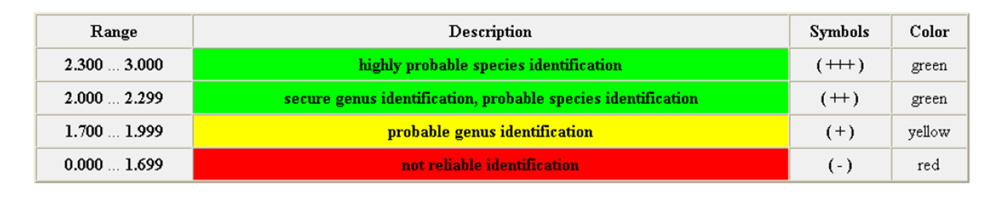 Range Description Symbols Color
2.300 ... 3.000 highly probable species identification (+++) green
2.000 ... 2.299 secure genus identification, probable species identification (++) green
1.700 ... 1.999 probable genus identification (+) yellow
0.000 ... 1.699 not reliable identification (-) red